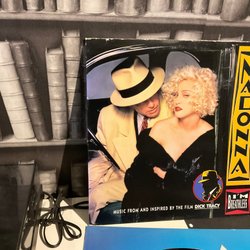 MADONNA
I'M
BREATHLESS
MUSIC FROM AND INSPIRED BY THE FILM DICK TRACY